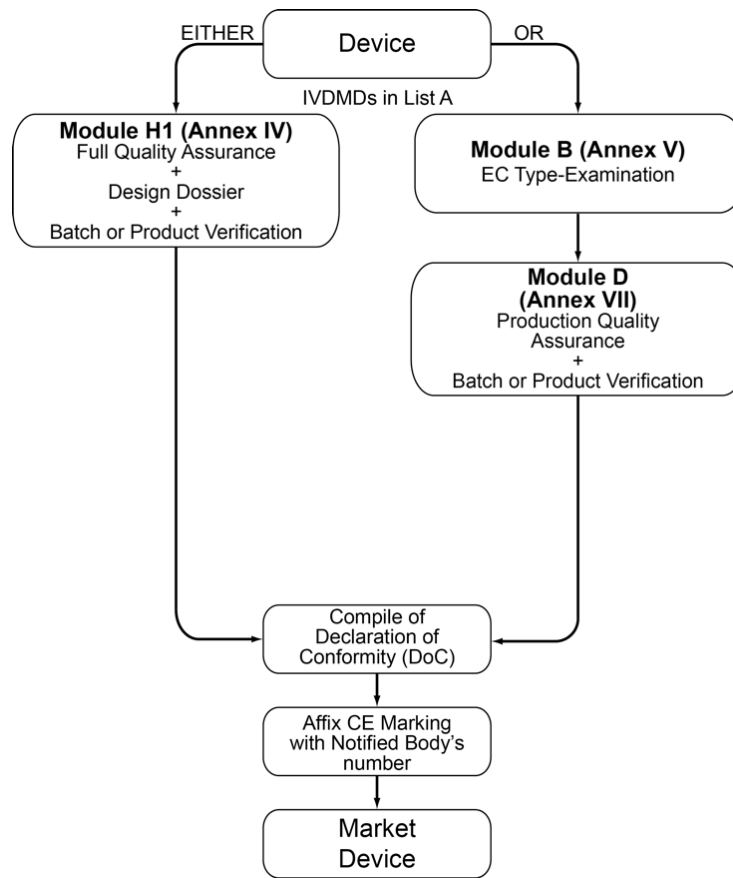 EITHER
Device
OR
IVDMDs in List A
Module H1 (Annex IV)
Full Quality Assurance
+
Design Dossier
+
Batch or Product Verification
Module B (Annex V)
EC Type-Examination
Module D
(Annex VII)
Production Quality
Assurance
+
Batch or Product Verification
Compile of
Declaration of
Conformity (DoC)
Affix CE Marking
with Notified Body’s
number
Market
Device